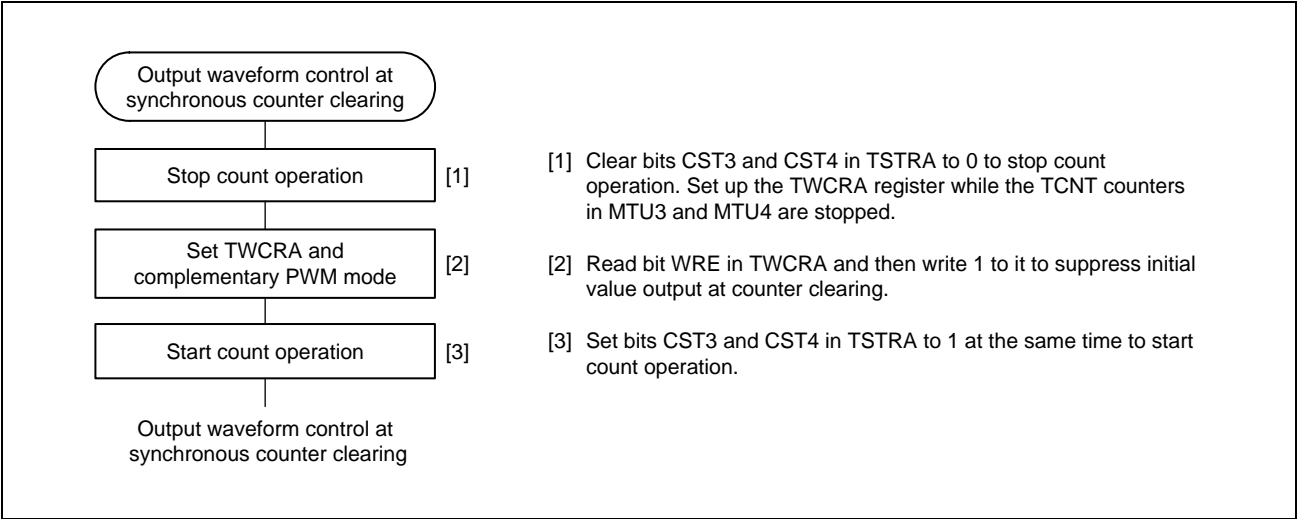 Output waveform control at
synchronous counter clearing
Stop count operation
[1]
Set TWCRA and
complementary PWM mode
[2]
Start count operation
[3]
Output waveform control at
synchronous counter clearing
[1] Clear bits CST3 and CST4 in TSTRA to 0 to stop count
operation. Set up the TWCRA register while the TCNT counters
in MTU3 and MTU4 are stopped.
[2] Read bit WRE in TWCRA and then write 1 to it to suppress initial
value output at counter clearing.
[3] Set bits CST3 and CST4 in TSTRA to 1 at the same time to start
count operation.